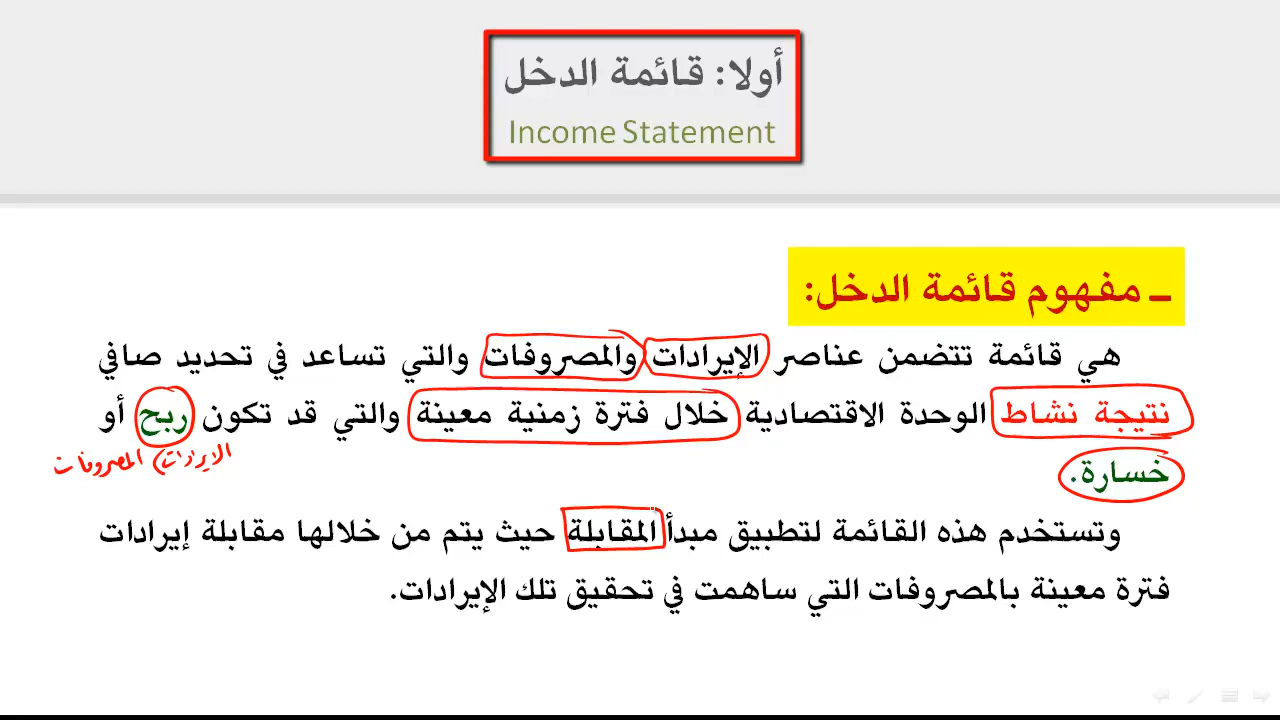 أولا: قائمة الدخل
Income Statement
ـ مفهوم قائمة الدخل:
هي قائمة تتضمن عناصر الإيرادات والمصروفات والتي تساعد في تحديد صافي
نتيجة نشاط الوحدة الاقتصادية خلال فترة زمنية معينة والتي قد تكون ربح أو
الايرادات) المصروفات
خسارة.
وتستخدم هذه القائمة لتطبيق مبدأ المقابلة حيث يتم من خلالها مقابلة إيرادات
فترة معينة بالمصروفات التي ساهمت في تحقيق تلك الإيرادات.